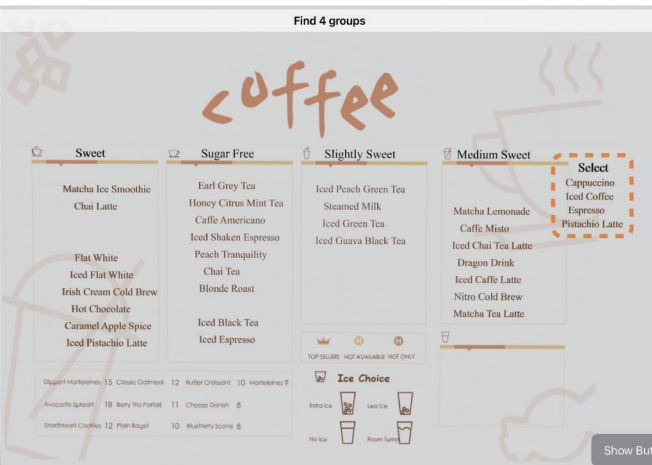 Find 4 groups
coffee
Sweet
Matcha Ice Smoothie
Chai Latte
Flat White
Iced Flat White
Irish Cream Cold Brew
Hot Chocolate
Caramel Apple Spice
Iced Pistachio Latte
Sugar Free
Earl Grey Tea
Honey Citrus Mint Tea
Caffe Americano
Iced Shaken Espresso
Peach Tranquility
Chai Tea
Blonde Roast
Iced Black Tea
Iced Espresso
Slightly Sweet
Iced Peach Green Tea
Steamed Milk
Iced Green Tea
Iced Guava Black Tea
Medium Sweet
Matcha Lemonade
Caffe Misto
Iced Chai Tea Latte
Dragon Drink
Iced Caffe Latte
Nitro Cold Brew
Matcha Tea Latte
Select
Cappuccino
Iced Coffee
Espresso
Pistachio Latte
TOP SELLERS HOT AVAILABLE HOT ONLY
Ice Choice
Extra Ice Less Ice
No Ice Room Temp
Dipped Marteleines 15 Classic Oatmeal 12 Butter Croissant 10 Marteleines 9
Avocado Spread 18 Berry Trio Parfait 11 Cheese Danish 8
Shortbread Cookies 12 Plain Bagel 10 Blueberry Scone 8
Show But